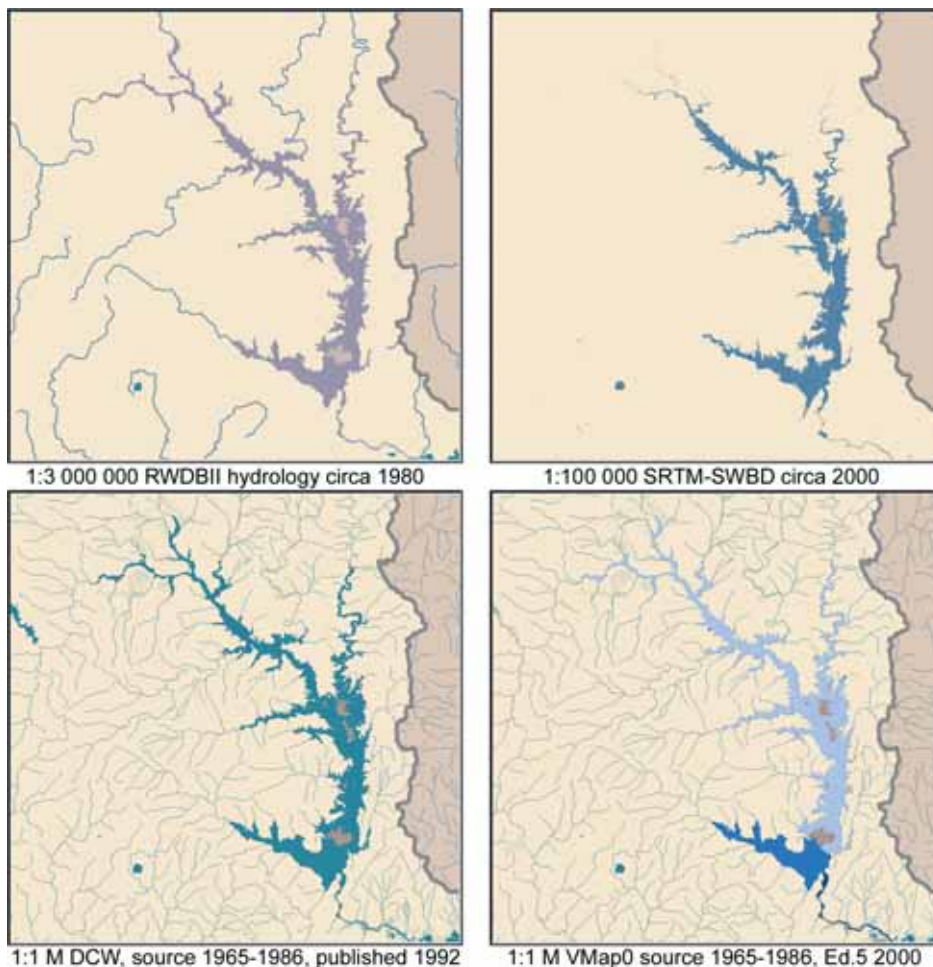 1:3 000 000 RWDBII hydrology circa 1980
1:100 000 SRTM-SWBD circa 2000
1:1 M DCW, source 1965-1986, published 1992
1:1 M VMap0 source 1965-1986, Ed.5 2000